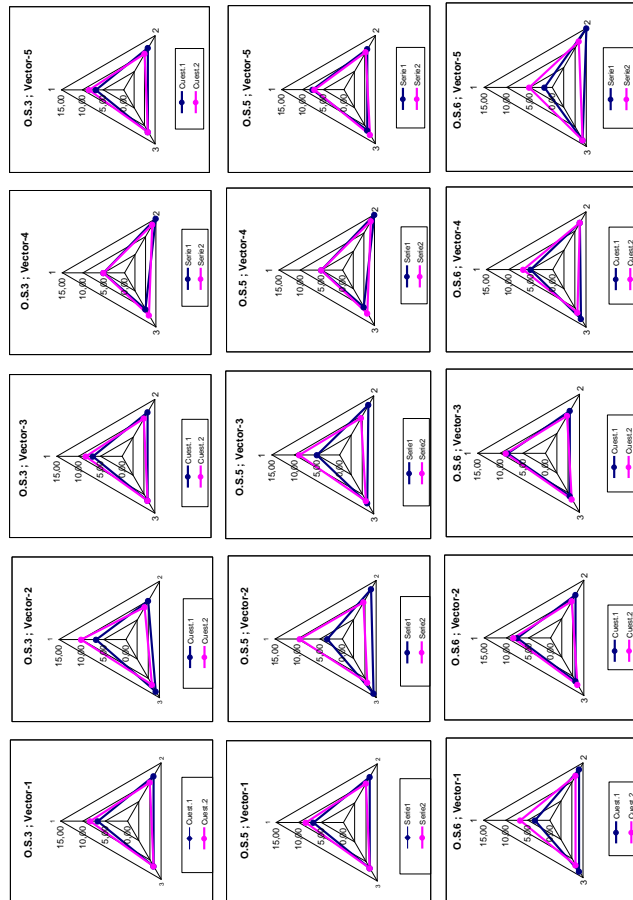 O.S.3 ; Vector-1
1
15,00
10,00
5,00
0,00
3 2
Cuest.1
Cuest.2
O.S.3 ; Vector-2
1
15,00
10,00
5,00
0,00
3 2
Cuest.1
Cuest.2
O.S.3 ; Vector-3
1
15,00
10,00
5,00
0,00
3 2
Cuest.1
Cuest.2
O.S.3 ; Vector-4
1
15,00
10,00
5,00
0,00
3 2
Serie1
Serie2
O.S.3 ; Vector-5
1
15,00
10,00
5,00
0,00
3 2
Cuest.1
Cuest.2
O.S.5 ; Vector-1
1
15,00
10,00
5,00
0,00
3 2
Serie1
Serie2
O.S.5 ; Vector-2
1
15,00
10,00
5,00
0,00
3 2
Serie1
Serie2
O.S.5 ; Vector-3
1
15,00
10,00
5,00
0,00
3 2
Serie1
Serie2
O.S.5 ; Vector-4
1
15,00
10,00
5,00
0,00
3 2
Serie1
Serie2
O.S.5 ; Vector-5
1
15,00
10,00
5,00
0,00
3 2
Serie1
Serie2
O.S.6 ; Vector-1
1
15,00
10,00
5,00
0,00
3 2
Cuest.1
Cuest.2
O.S.6 ; Vector-2
1
15,00
10,00
5,00
0,00
3 2
Cuest.1
Cuest.2
O.S.6 ; Vector-3
1
15,00
10,00
5,00
0,00
3 2
Cuest.1
Cuest.2
O.S.6 ; Vector-4
1
15,00
10,00
5,00
0,00
3 2
Cuest.1
Cuest.2
O.S.6 ; Vector-5
1
15,00
10,00
5,00
0,00
3 2
Serie1
Serie2